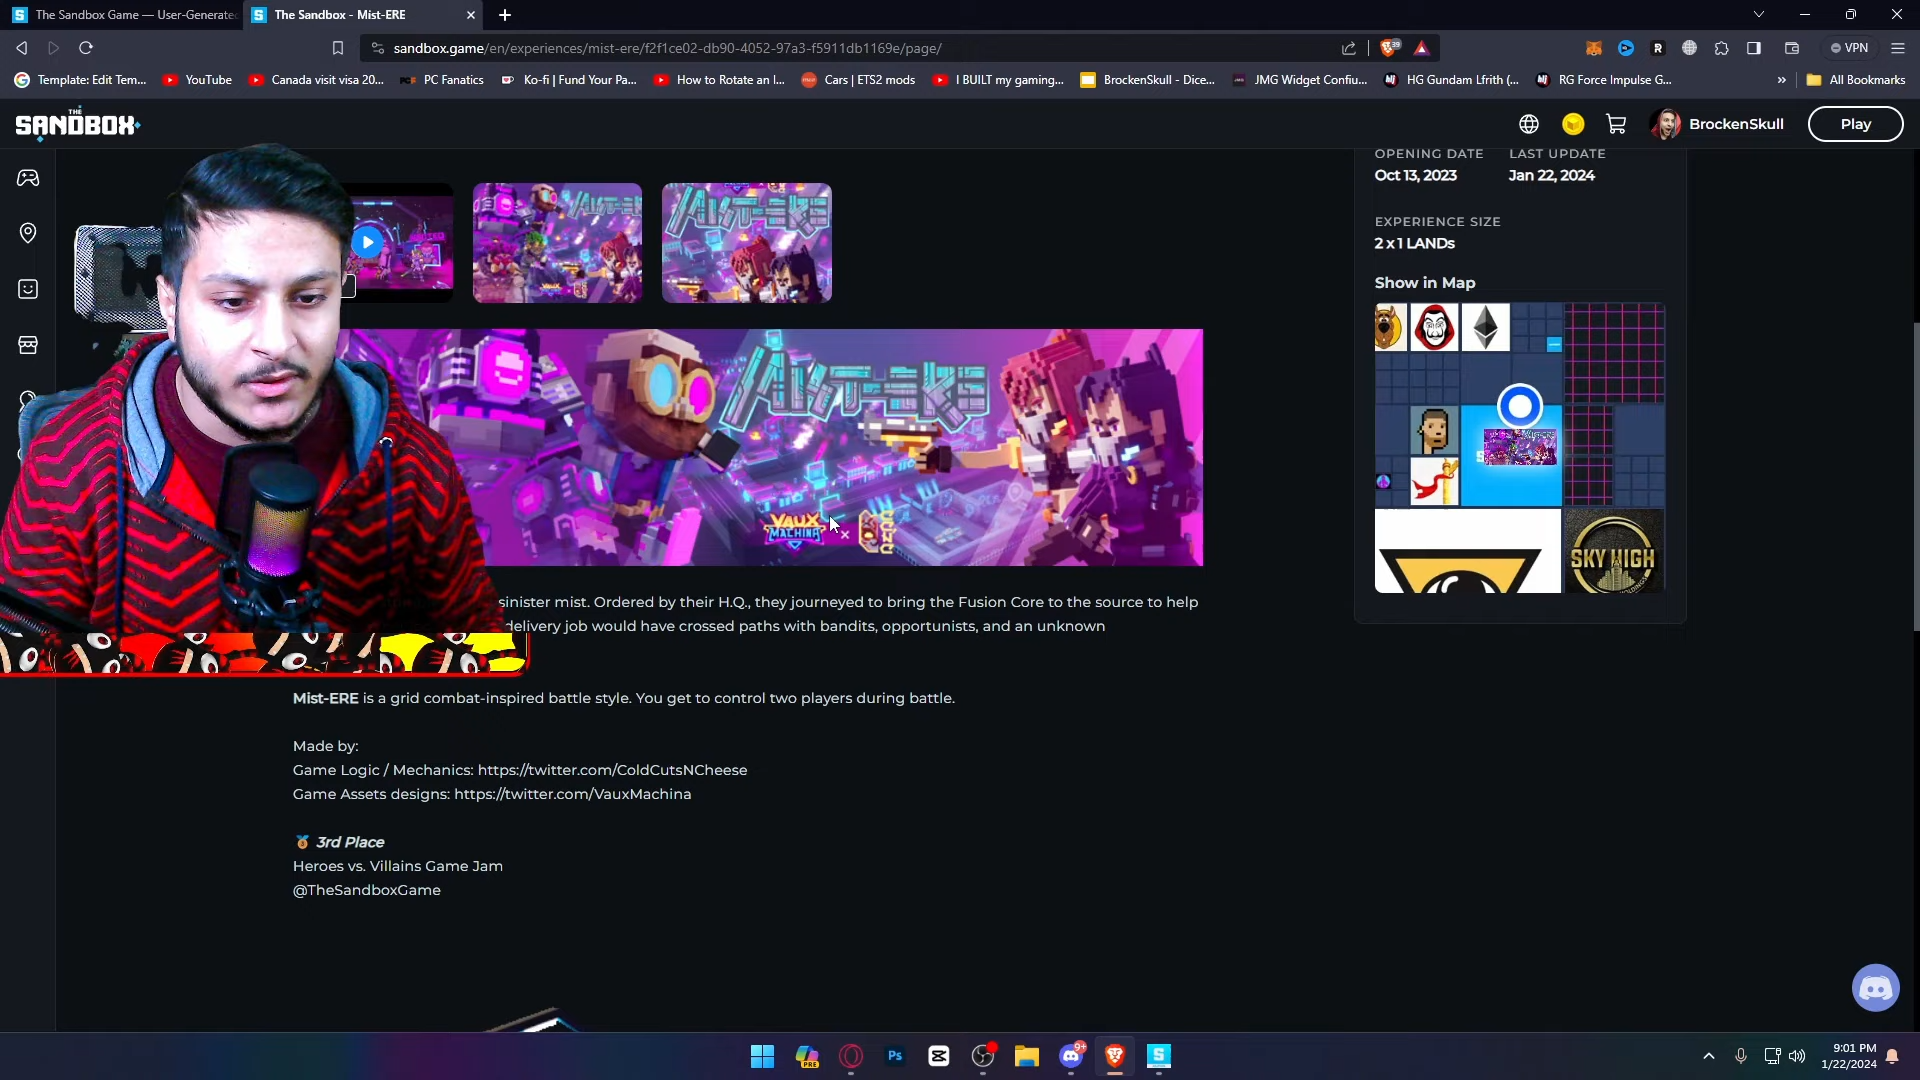 The Sandbox Game — User-Generate
The Sandbox - Mist-ERE
sandbox.game/en/experiences/mist-ere/f2f1ce02-db90-4052-97a3-f5911db1169e/page/
39
VPN
Template: Edit Tem...
YouTube
Canada visit visa 20...
PC Fanatics
Ko-fi | Fund Your Pa...
How to Rotate an I...
Cars | ETS2 mods
I BUILT my gaming...
BrockenSkull - Dice...
JMG Widget Confiu...
HG Gundam Lfrith (...
RG Force Impulse G...
All Bookmarks
THE
SANDBOX
BrockenSkull
Play
OPENING DATE
LAST UPDATE
Oct 13, 2023
Jan 22, 2024
EXPERIENCE SIZE
2 x 1 LANDs
Show in Map
SKY HIGH
MIST-ERE
VAUX
MACHINA
sinister mist. Ordered by their H.Q., they journeyed to bring the Fusion Core to the source to help
delivery job would have crossed paths with bandits, opportunists, and an unknown
Mist-ERE is a grid combat-inspired battle style. You get to control two players during battle.
Made by:
Game Logic / Mechanics: https://twitter.com/ColdCutsNCheese
Game Assets designs: https://twitter.com/VauxMachina
3rd Place
Heroes vs. Villains Game Jam
@TheSandboxGame
PRE
Ps
9+
9:01 PM
1/22/2024